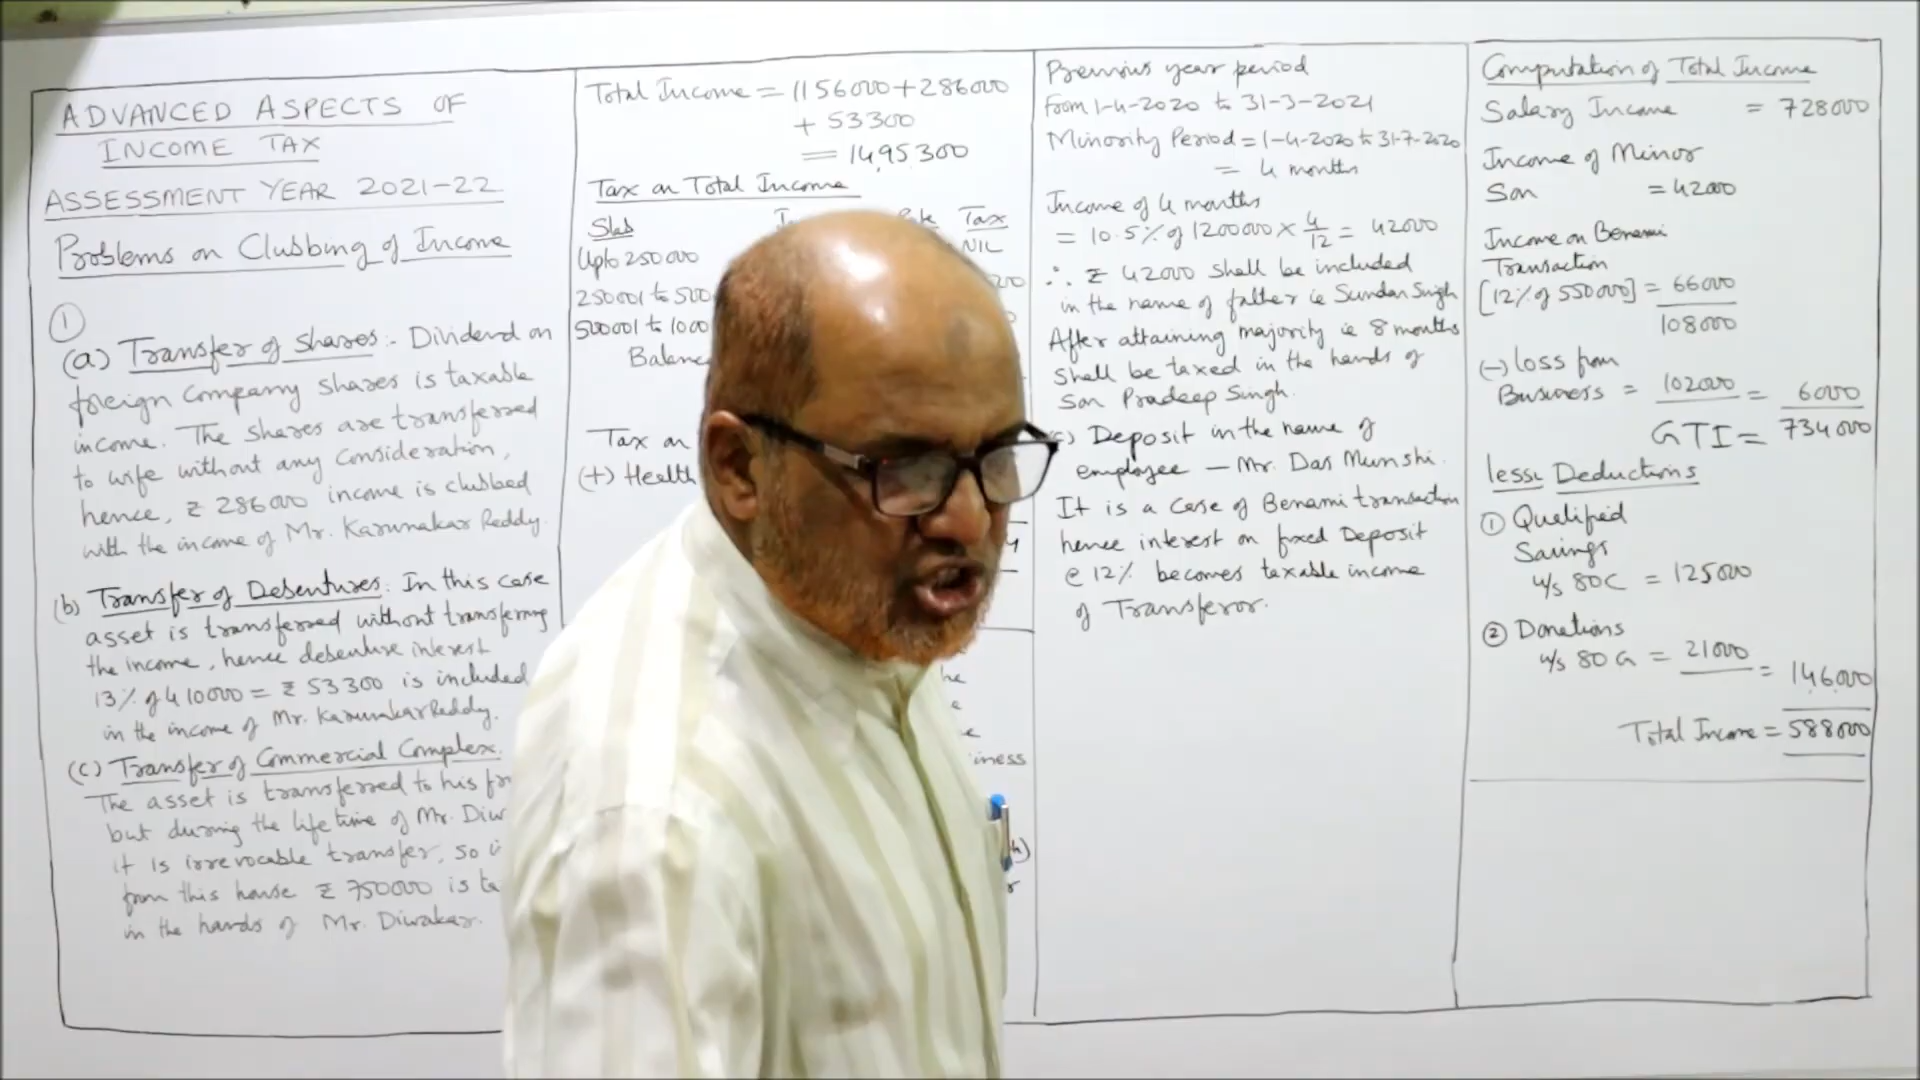 ADVANCED ASPECTS OF
INCOME TAX
ASSESSMENT YEAR 2021-22
Problems on Clubbing of Income
①
(a) Transfer of Shares:- Dividend on
foreign Company Shares is taxable
income. The shares are transferred
to wife without any consideration,
hence, ₹ 286000 income is clubbed
with the income of Mr. Karunakar Reddy.
(b) Transfer of Debentures: In this case
asset is transferred without transferring
the income, hence debenture interest
13% of 410000 = ₹ 53300 is included
in the income of Mr. Karunakar Reddy.
(c) Transfer of Commercial Complex.
The asset is transferred to his
but during the life time of Mr.
it is irrevocable transfer, so
from this house ₹ 750000 is
in the hands of Mr. Diwakar.
Total Income = 1156000 + 286000
+ 53300
= 14,95,300
Tax on Total Income
Slab Tax
Upto 250000 NIL
250001 to
500001 to
Tax on
(+) Health
Previous year period
from 1-4-2020 to 31-3-2021
Minority Period = 1-4-2020 to 31-7-2020
= 4 months
Income of 4 months
= 10.5% of 1200000 × 4/12 = 42000
∴ ₹ 42000 shall be included
in the name of father ie Sundar Singh
After attaining majority ie 8 months
shall be taxed in the hands of
Son Pradeep Singh.
Deposit in the name of
employee — Mr. Das Munshi.
It is a case of Benami transaction
hence interest on fixed Deposit
@ 12% becomes taxable income
of Transferor.
Computation of Total Income
Salary Income = 728000
Income of Minor
Son = 42000
Income on Benami
Transaction
[12% of 550000] = 66000
108000
(-) loss from
Business = 102000 = 6000
GTI = 734000
less: Deductions
① Qualified
Savings
u/s 80C = 125000
② Donations
u/s 80G = 21000 = 1,46,000
Total Income = 588000